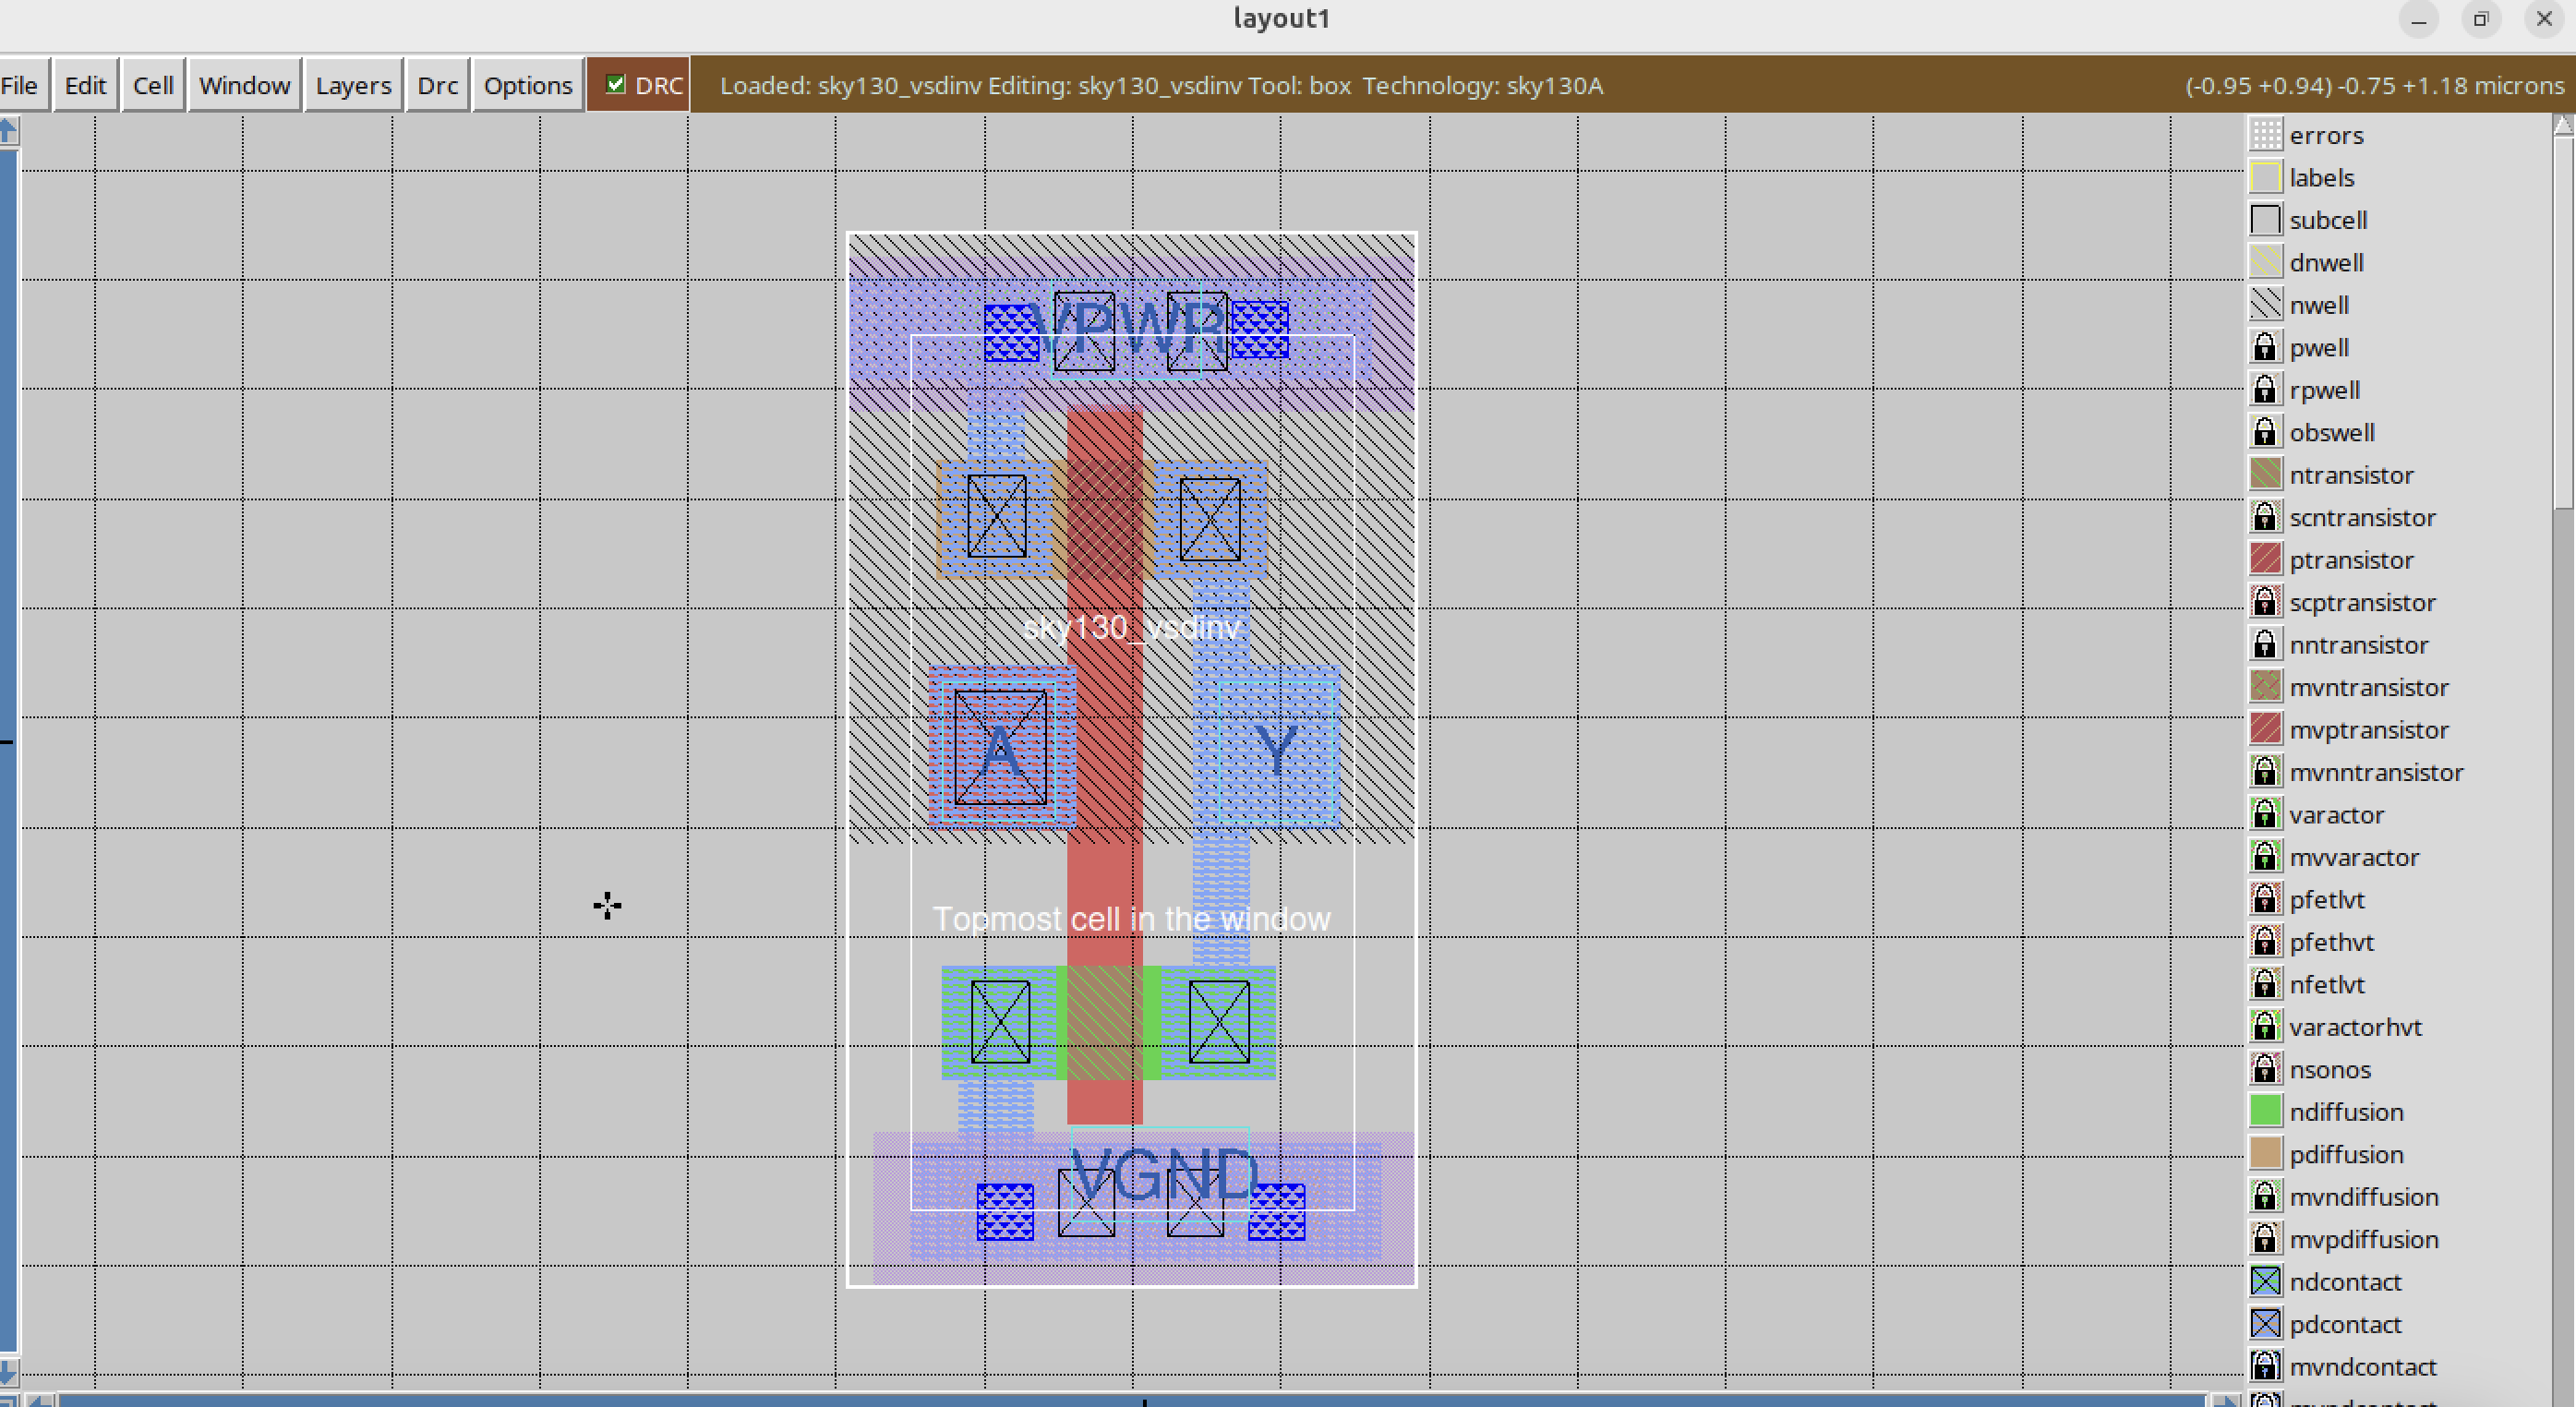 layout1
File Edit Cell Window Layers Drc Options DRC Loaded: sky130_vsdinv Editing: sky130_vsdinv Tool: box Technology: sky130A (-0.95 +0.94) -0.75 +1.18 microns
errors
labels
subcell
dnwell
nwell
pwell
rpwell
obswell
ntransistor
scntransistor
ptransistor
scptransistor
nntransistor
mvntransistor
mvptransistor
mvnntransistor
varactor
mvvaractor
pfetlvt
pfethvt
nfetlvt
varactorhvt
nsonos
ndiffusion
pdiffusion
mvndiffusion
mvpdiffusion
ndcontact
pdcontact
mvndcontact
VPWR
sky130_vsdinv
A Y
Topmost cell in the window
VGND